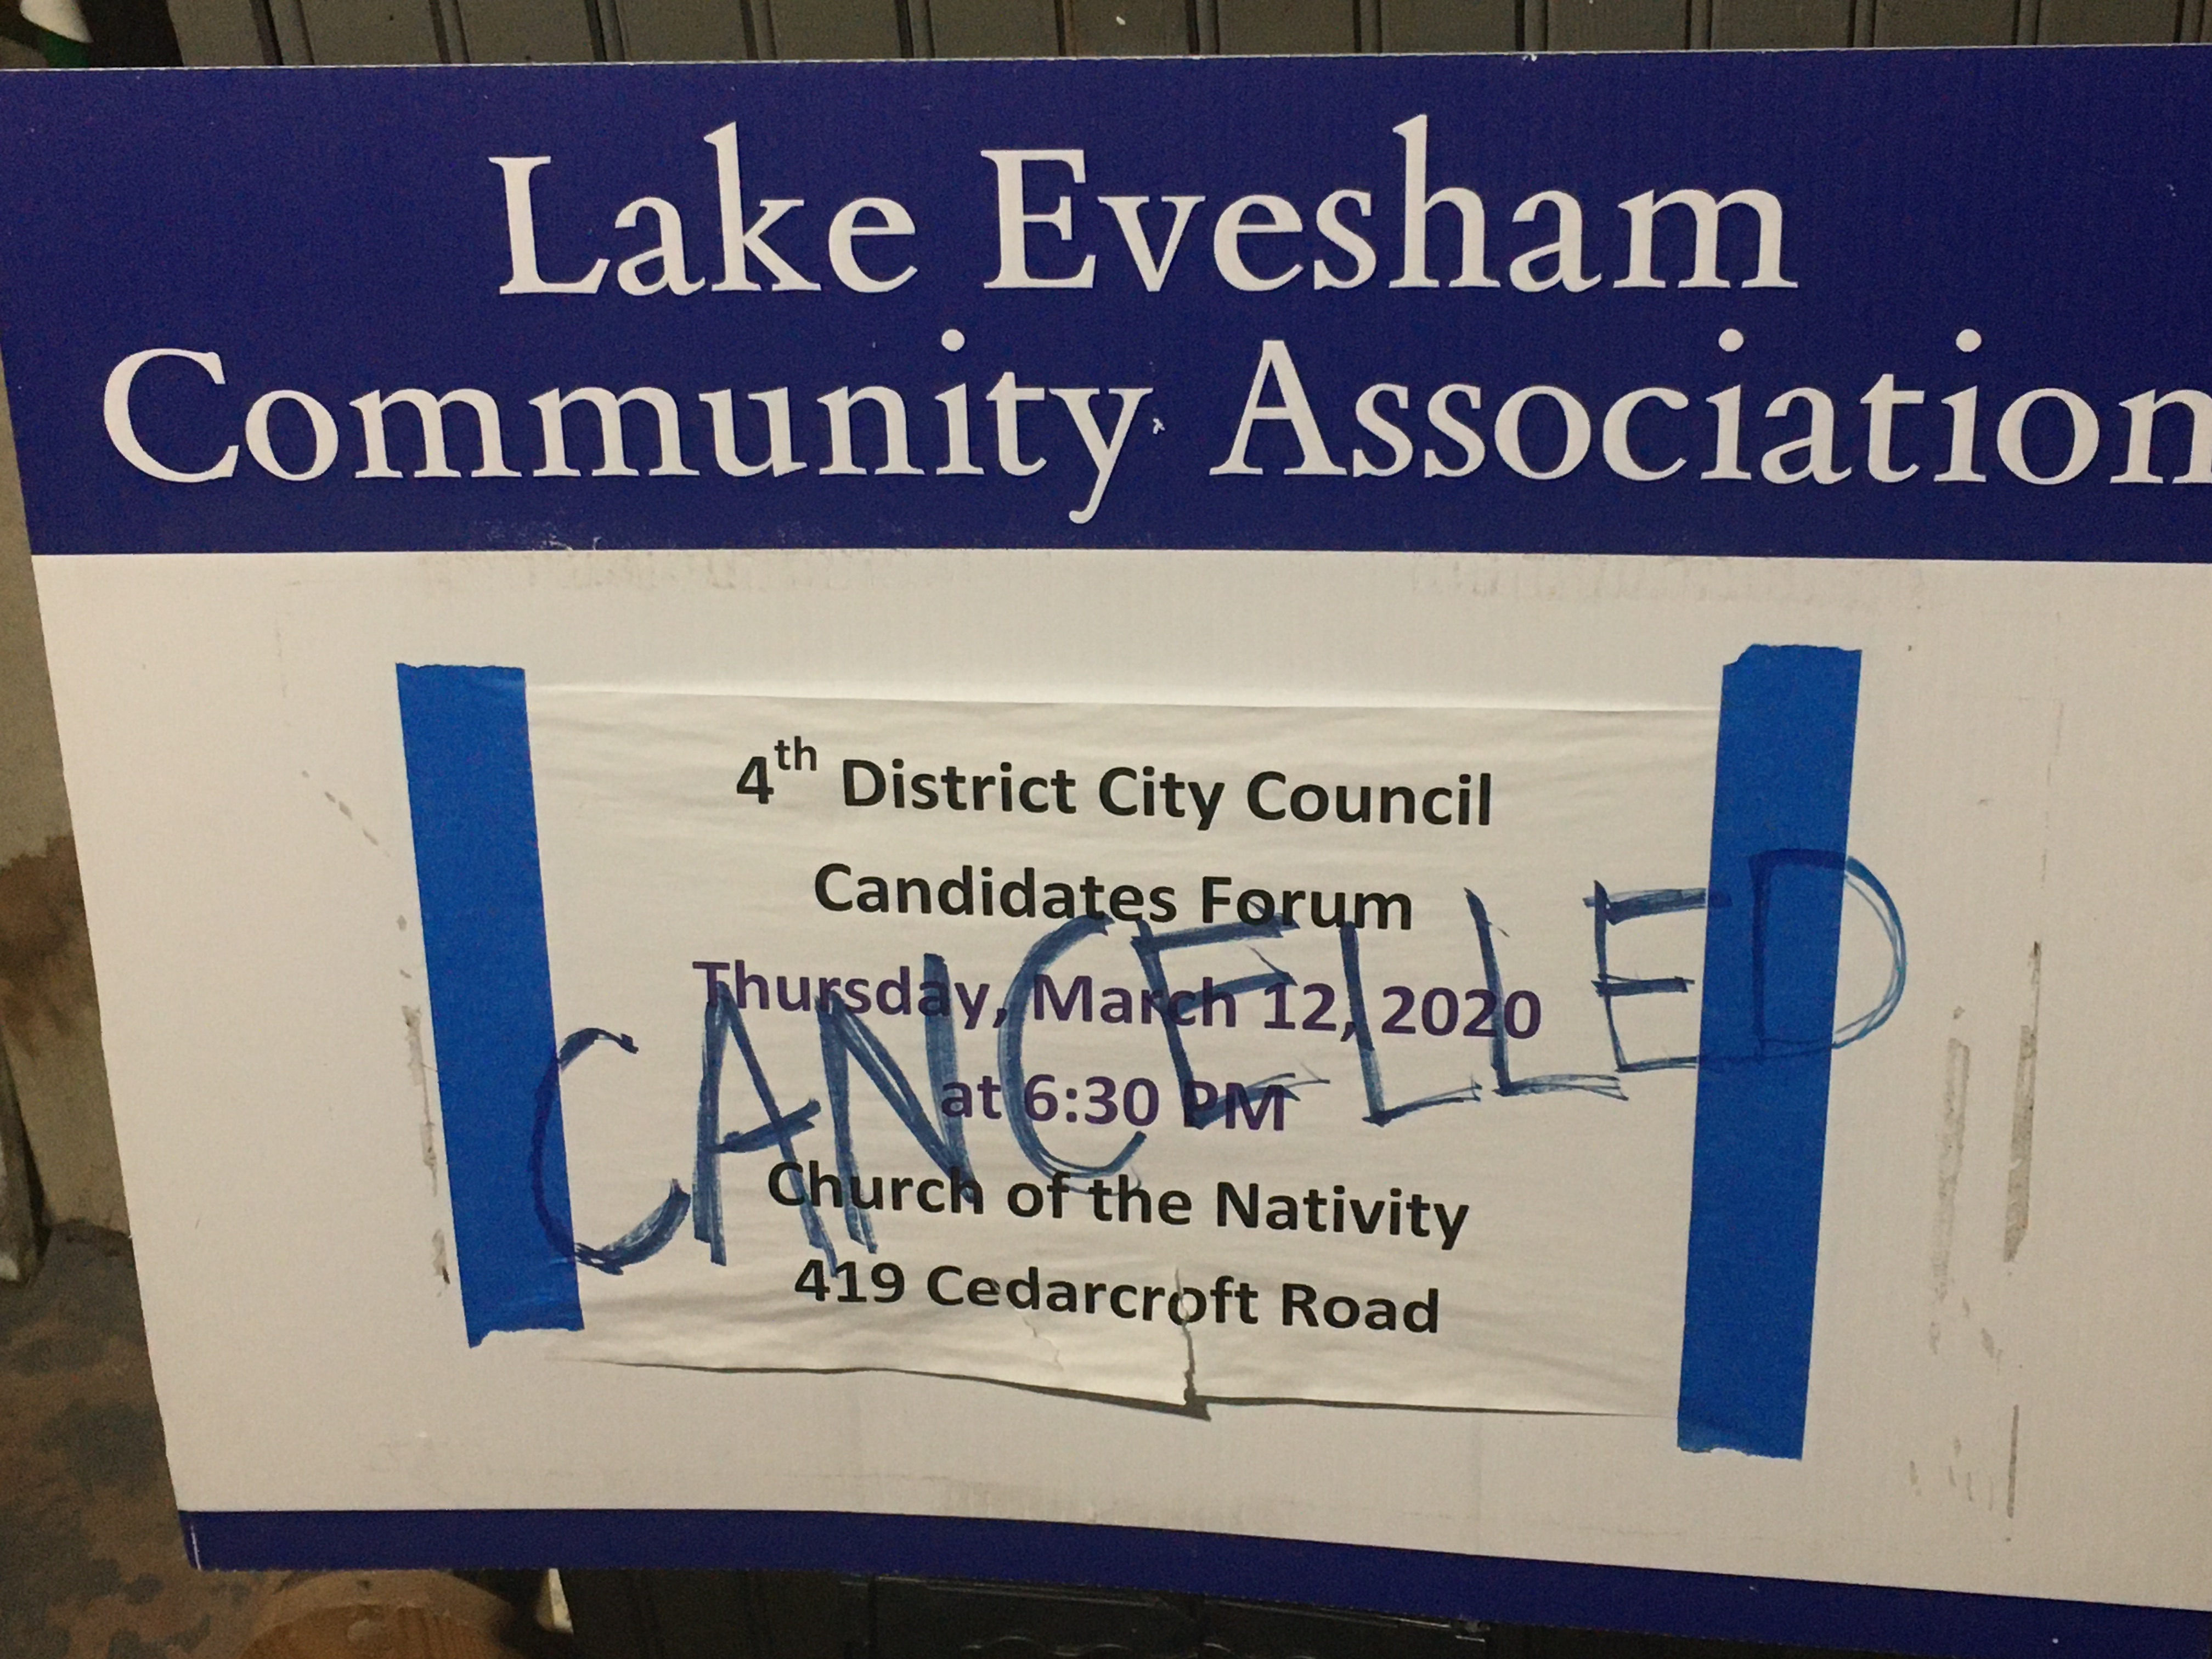 Lake Evesham
Community Association
4th District City Council
Candidates Forum
Thursday, March 12, 2020
at 6:30 PM
Church of the Nativity
419 Cedarcroft Road
CANCELLED